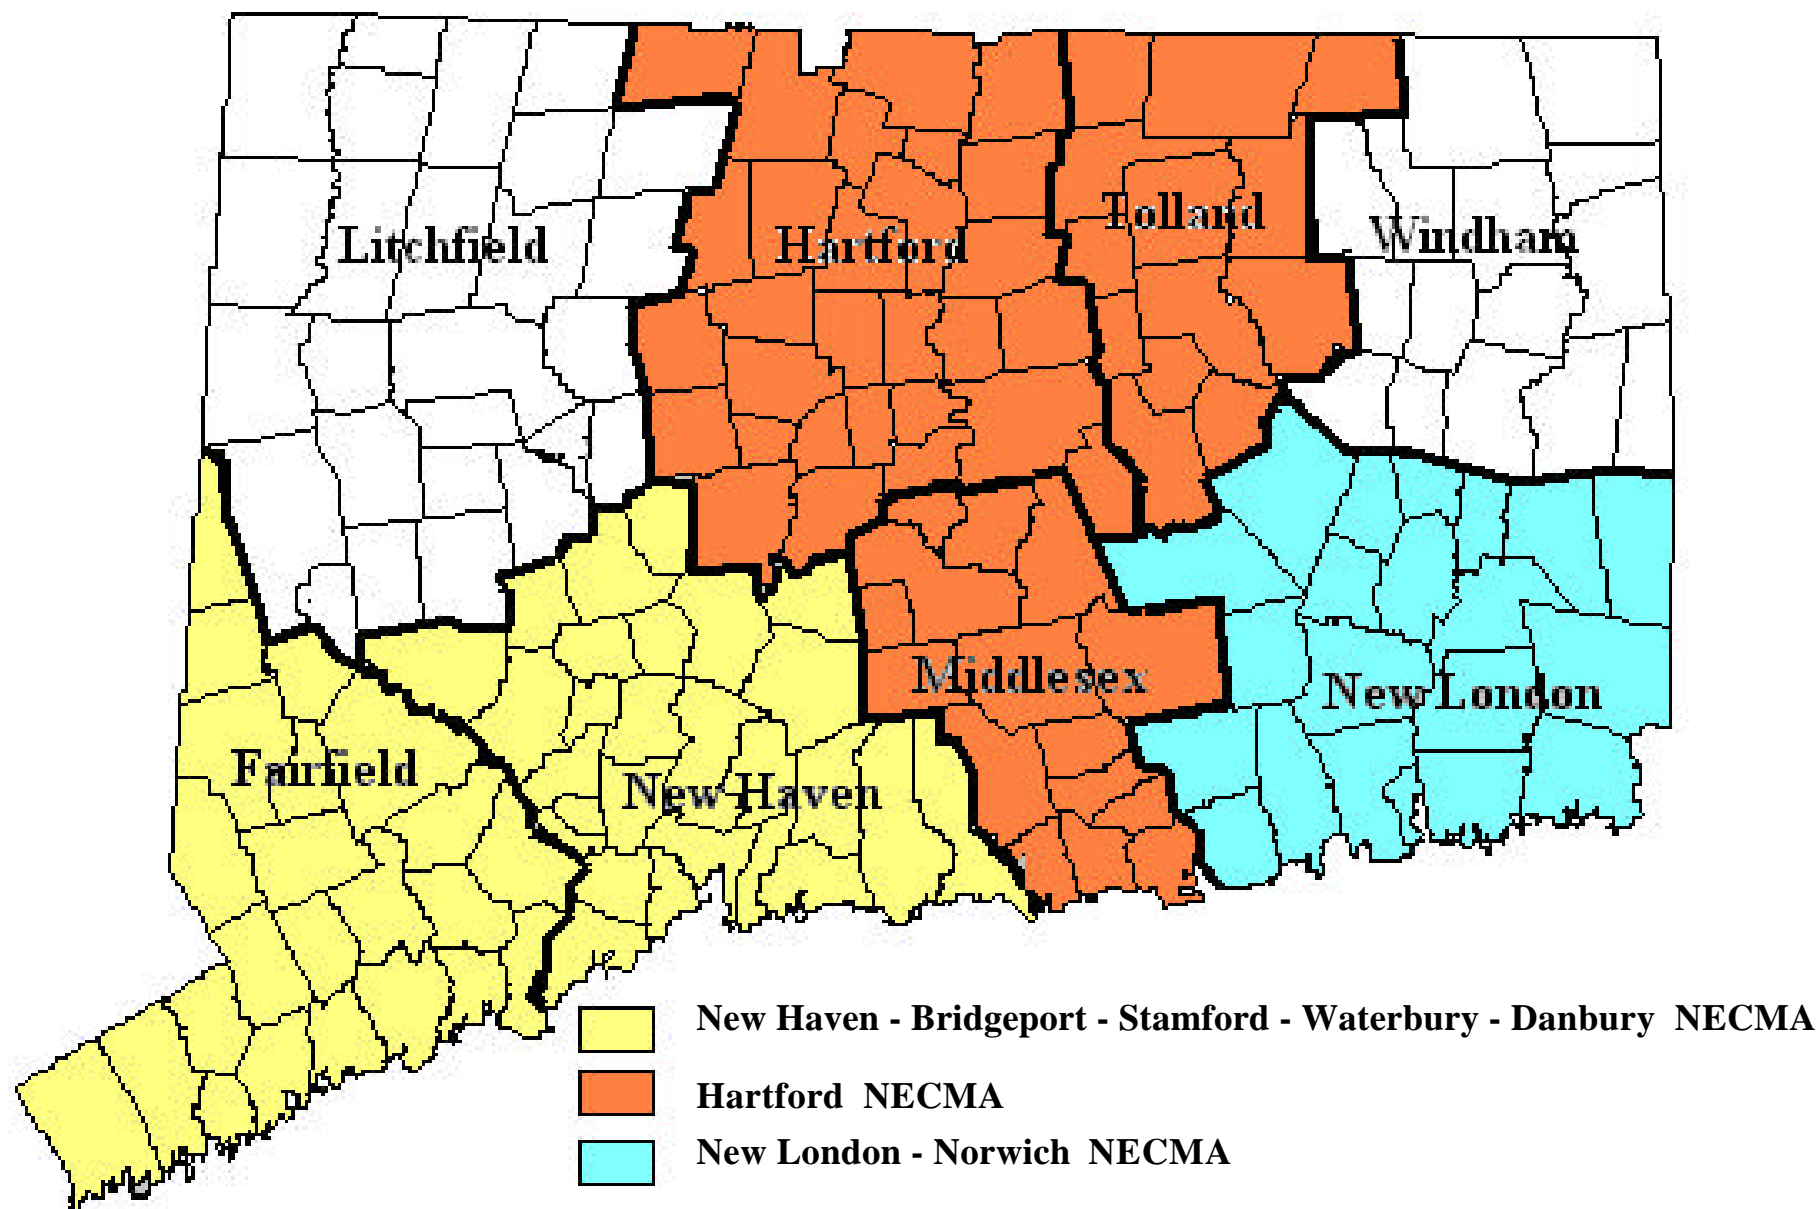 Tolland
Litchfield
Hartford
Windham
Middlesex
New London
Fairfield
New Haven
New Haven - Bridgeport - Stamford - Waterbury - Danbury NECMA
Hartford NECMA
New London - Norwich NECMA